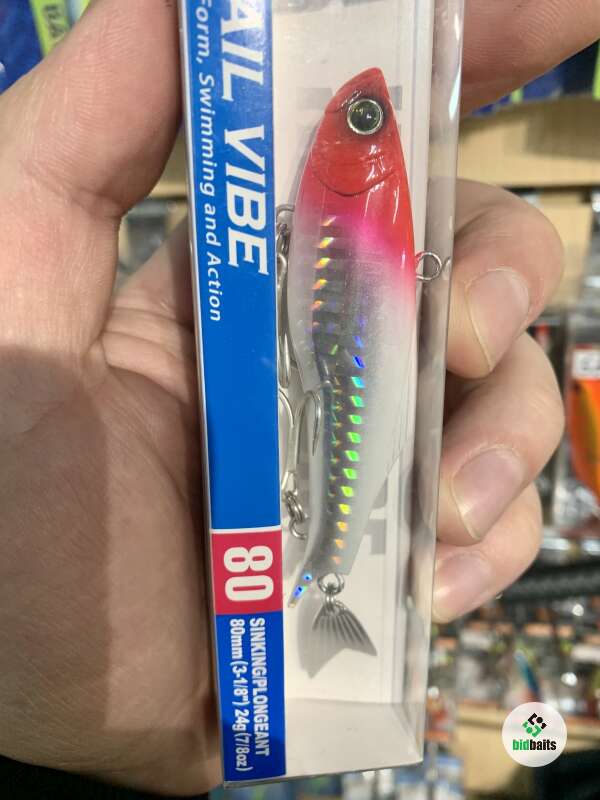 AIL VIBE
Form, Swimming and Action
80
SINKING/PLONGEANT
80mm (3-1/8") 24g (7/8oz)
bidbaits